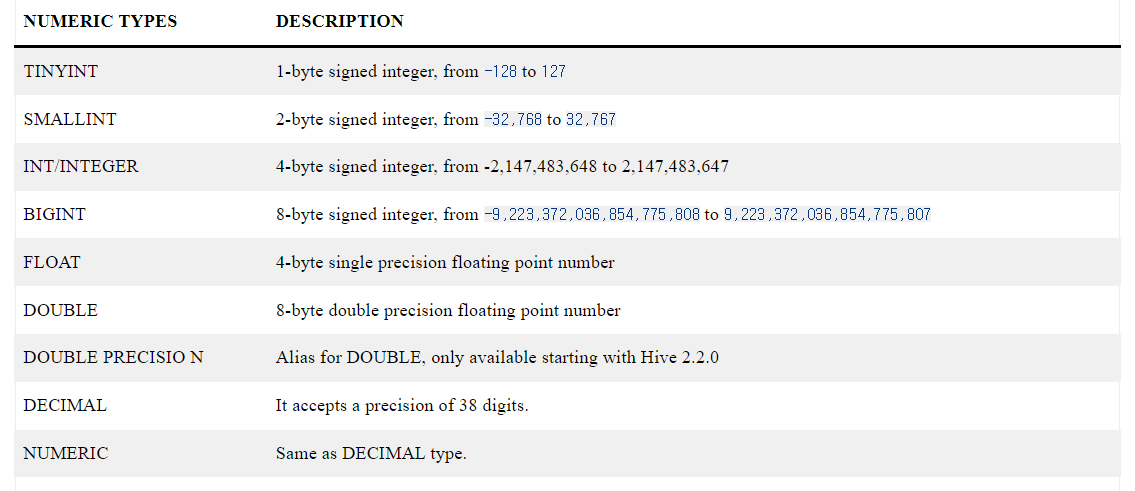 NUMERIC TYPES DESCRIPTION
TINYINT 1-byte signed integer, from -128 to 127
SMALLINT 2-byte signed integer, from -32,768 to 32,767
INT/INTEGER 4-byte signed integer, from -2,147,483,648 to 2,147,483,647
BIGINT 8-byte signed integer, from -9,223,372,036,854,775,808 to 9,223,372,036,854,775,807
FLOAT 4-byte single precision floating point number
DOUBLE 8-byte double precision floating point number
DOUBLE PRECISIO N Alias for DOUBLE, only available starting with Hive 2.2.0
DECIMAL It accepts a precision of 38 digits.
NUMERIC Same as DECIMAL type.